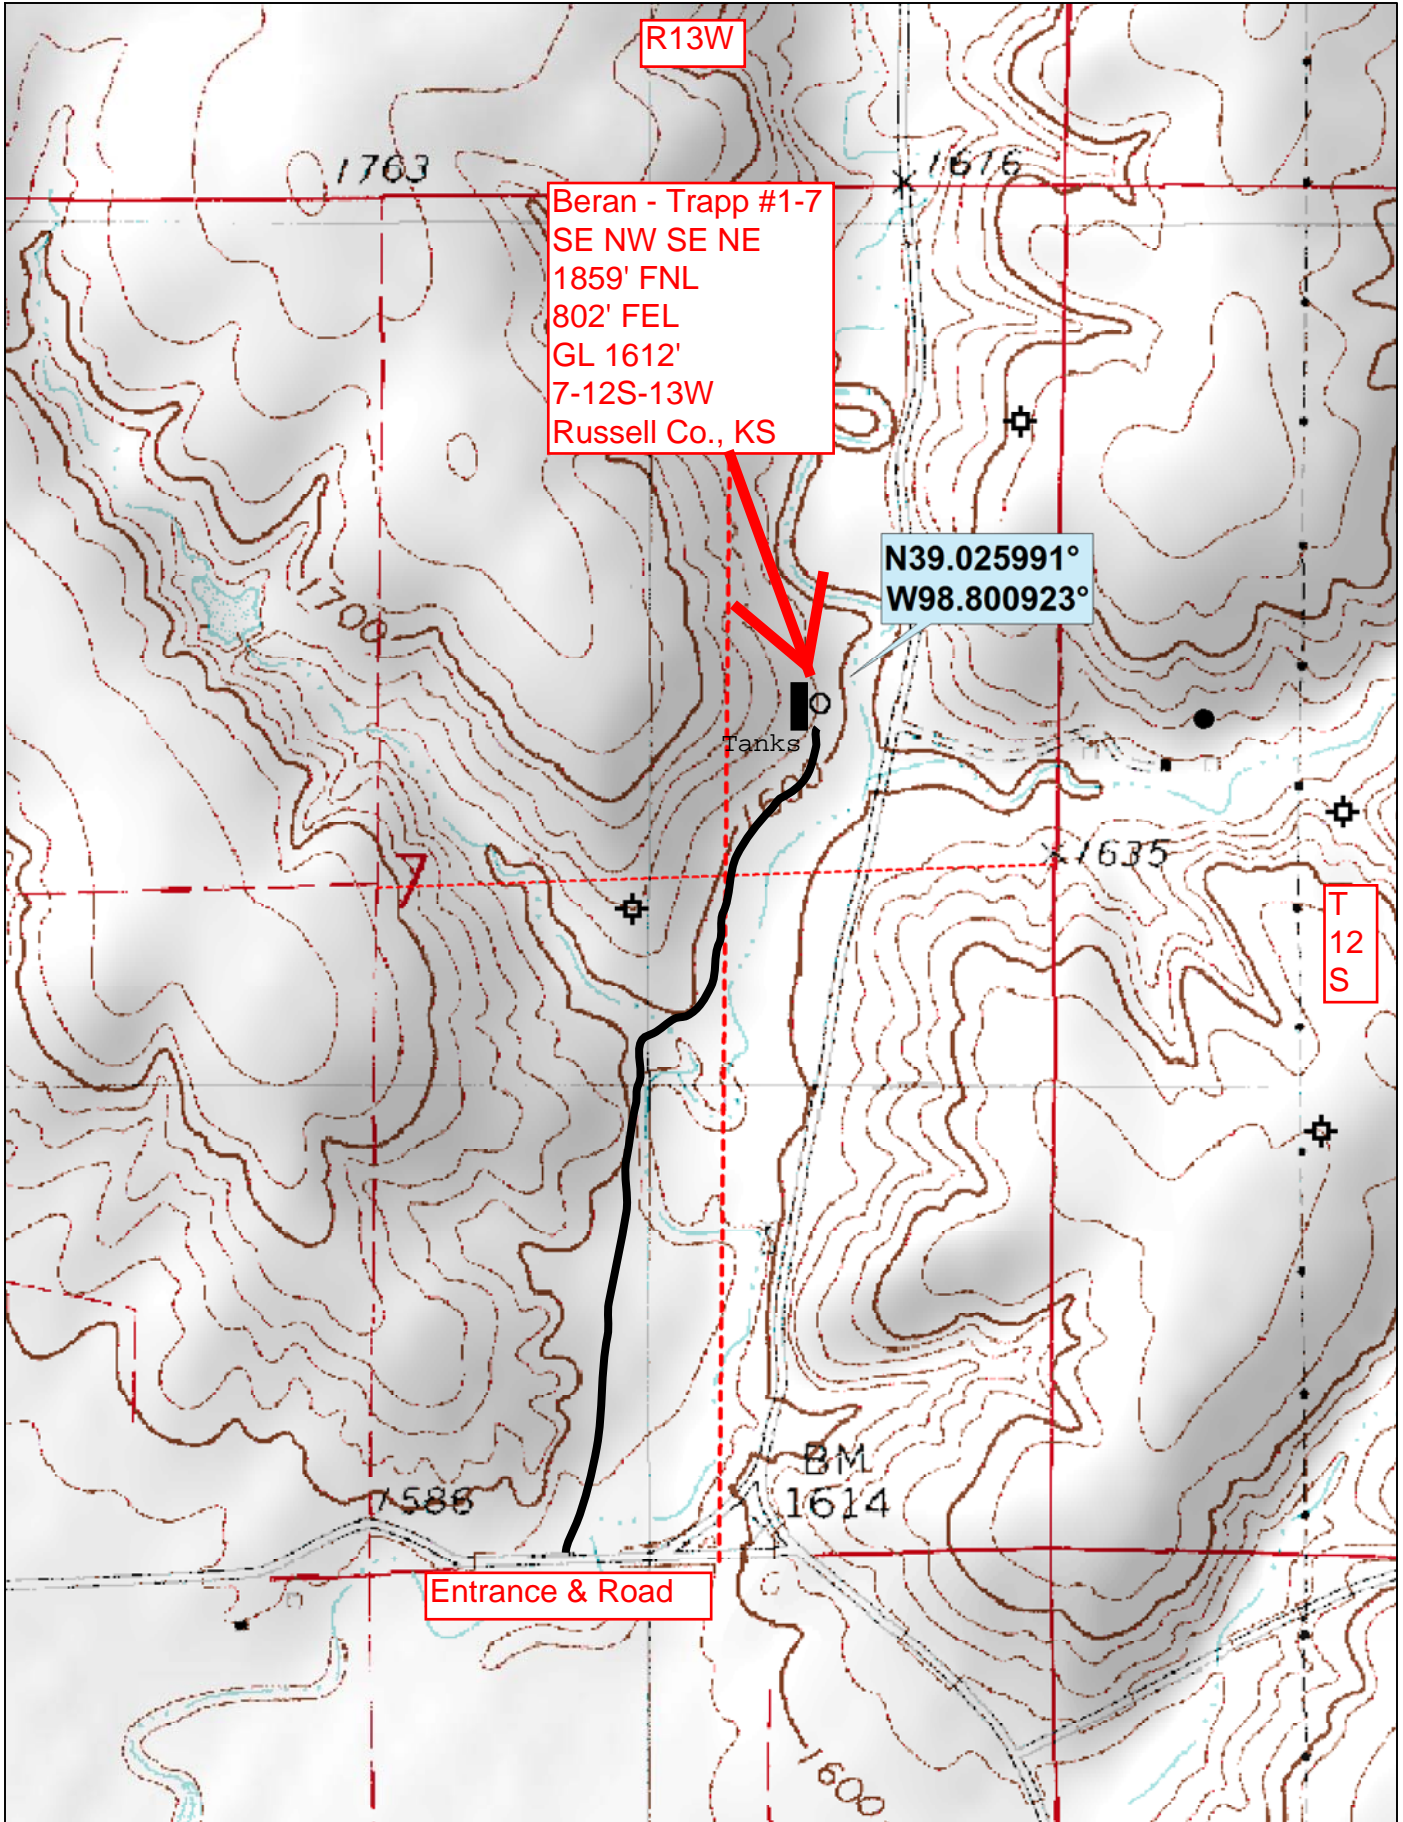 R13W
1763
1616
Beran - Trapp #1-7
SE NW SE NE
1859' FNL
802' FEL
GL 1612'
7-12S-13W
Russell Co., KS
N39.025991°
W98.800923°
1700
Tanks
7
1635
T
12
S
BM
1614
1586
Entrance & Road
1600